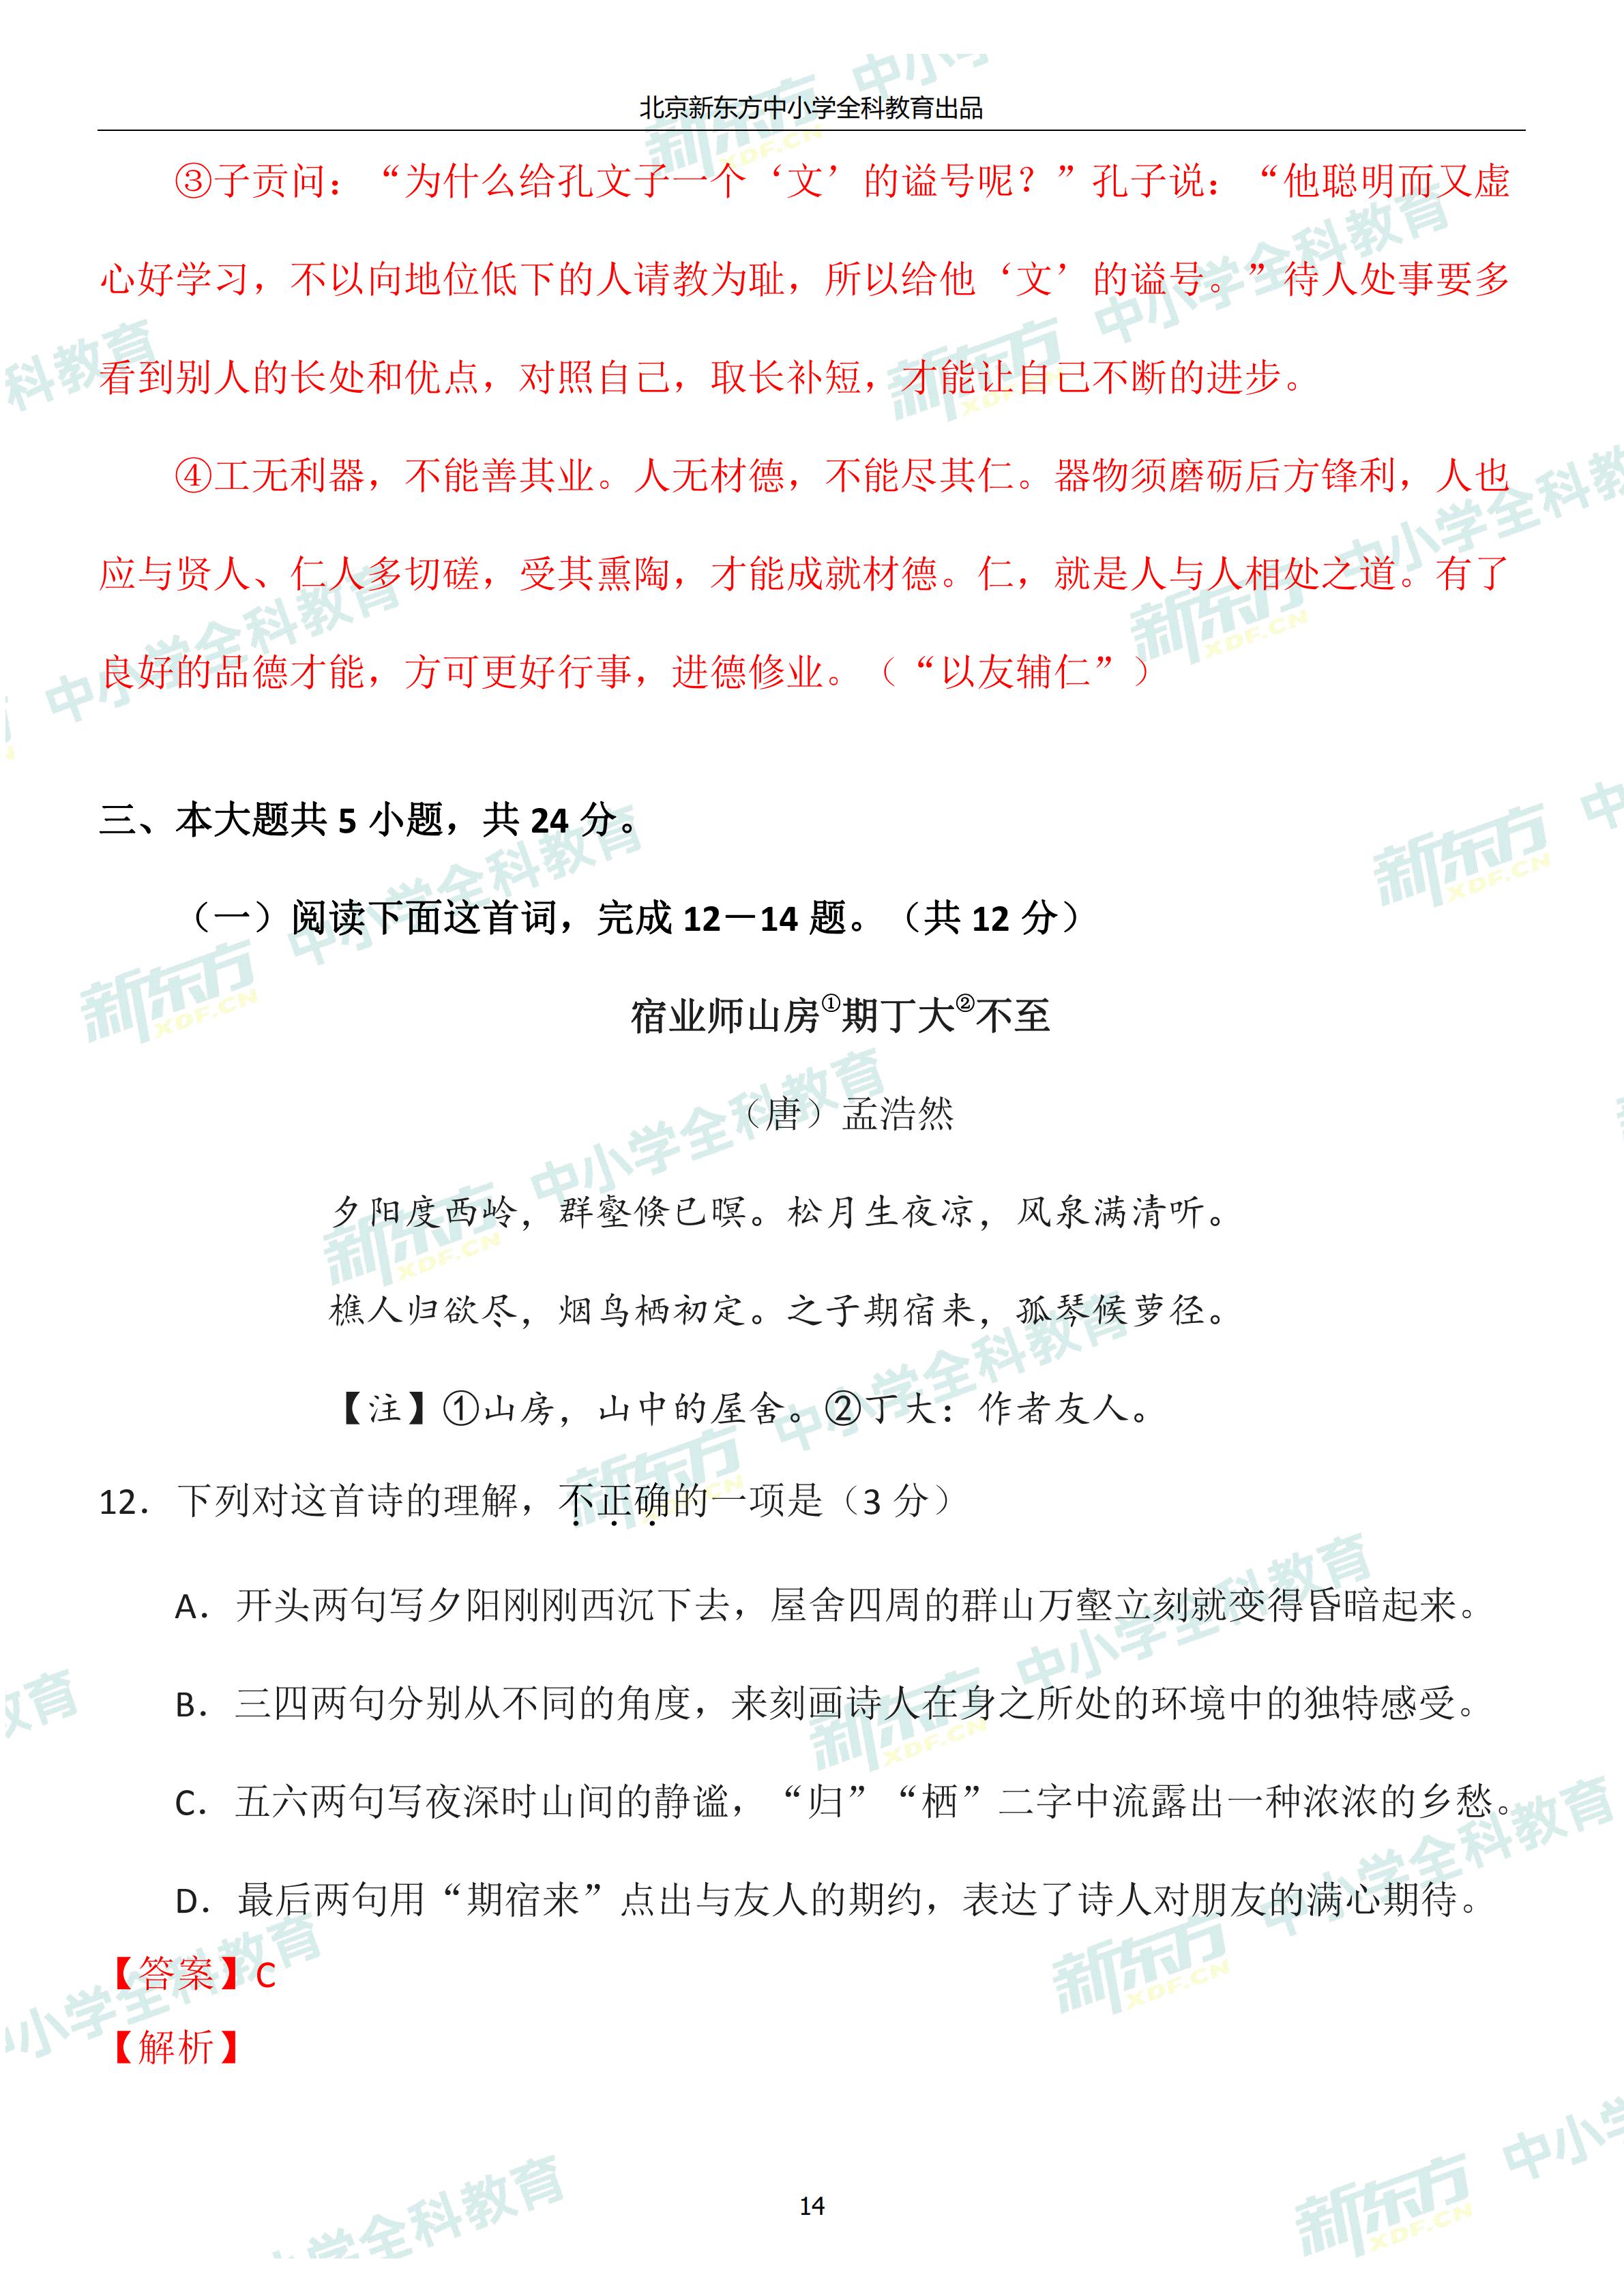 北京新东方中小学全科教育出品
③子贡问：“为什么给孔文子一个‘文’的谥号呢？”孔子说：“他聪明而又虚
心好学习，不以向地位低下的人请教为耻，所以给他‘文’的谥号。”待人处事要多
看到别人的长处和优点，对照自己，取长补短，才能让自己不断的进步。
④工无利器，不能善其业。人无材德，不能尽其仁。器物须磨砺后方锋利，人也
应与贤人、仁人多切磋，受其熏陶，才能成就材德。仁，就是人与人相处之道。有了
良好的品德才能，方可更好行事，进德修业。（“以友辅仁”）
三、本大题共 5 小题，共 24 分。
（一）阅读下面这首词，完成 12—14 题。（共 12 分）
宿业师山房①期丁大②不至
（唐）孟浩然
夕阳度西岭，群壑倏已暝。松月生夜凉，风泉满清听。
樵人归欲尽，烟鸟栖初定。之子期宿来，孤琴候萝径。
【注】①山房，山中的屋舍。②丁大：作者友人。
12．下列对这首诗的理解，不正确的一项是（3 分）
A．开头两句写夕阳刚刚西沉下去，屋舍四周的群山万壑立刻就变得昏暗起来。
B．三四两句分别从不同的角度，来刻画诗人在身之所处的环境中的独特感受。
C．五六两句写夜深时山间的静谧，“归”“栖”二字中流露出一种浓浓的乡愁。
D．最后两句用“期宿来”点出与友人的期约，表达了诗人对朋友的满心期待。
【答案】C
【解析】
14